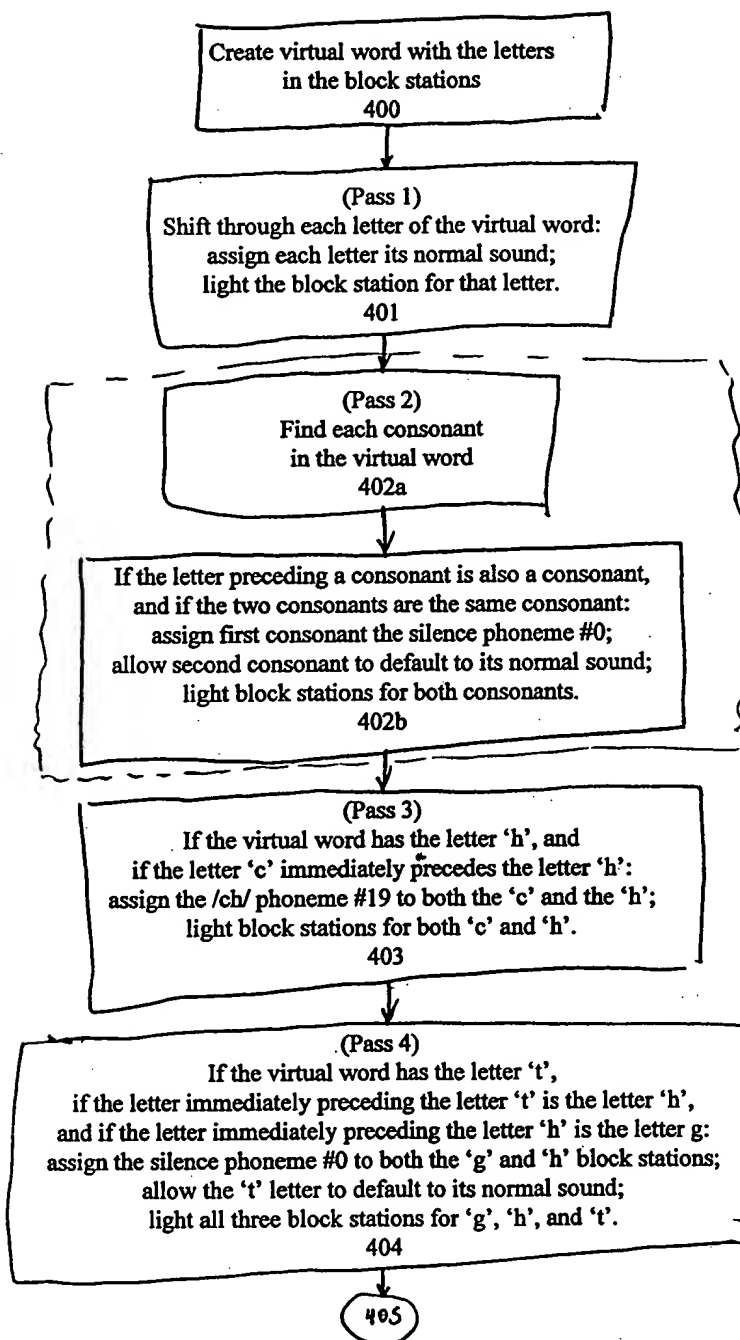 Create virtual word with the letters
in the block stations
400
(Pass 1)
Shift through each letter of the virtual word:
assign each letter its normal sound;
light the block station for that letter.
401
(Pass 2)
Find each consonant
in the virtual word
402a
If the letter preceding a consonant is also a consonant,
and if the two consonants are the same consonant:
assign first consonant the silence phoneme #0;
allow second consonant to default to its normal sound;
light block stations for both consonants.
402b
(Pass 3)
If the virtual word has the letter ‘h’, and
if the letter ‘c’ immediately precedes the letter ‘h’:
assign the /ch/ phoneme #19 to both the ‘c’ and the ‘h’;
light block stations for both ‘c’ and ‘h’.
403
(Pass 4)
If the virtual word has the letter ‘t’,
if the letter immediately preceding the letter ‘t’ is the letter ‘h’,
and if the letter immediately preceding the letter ‘h’ is the letter g:
assign the silence phoneme #0 to both the ‘g’ and ‘h’ block stations;
allow the ‘t’ letter to default to its normal sound;
light all three block stations for ‘g’, ‘h’, and ‘t’.
404
405